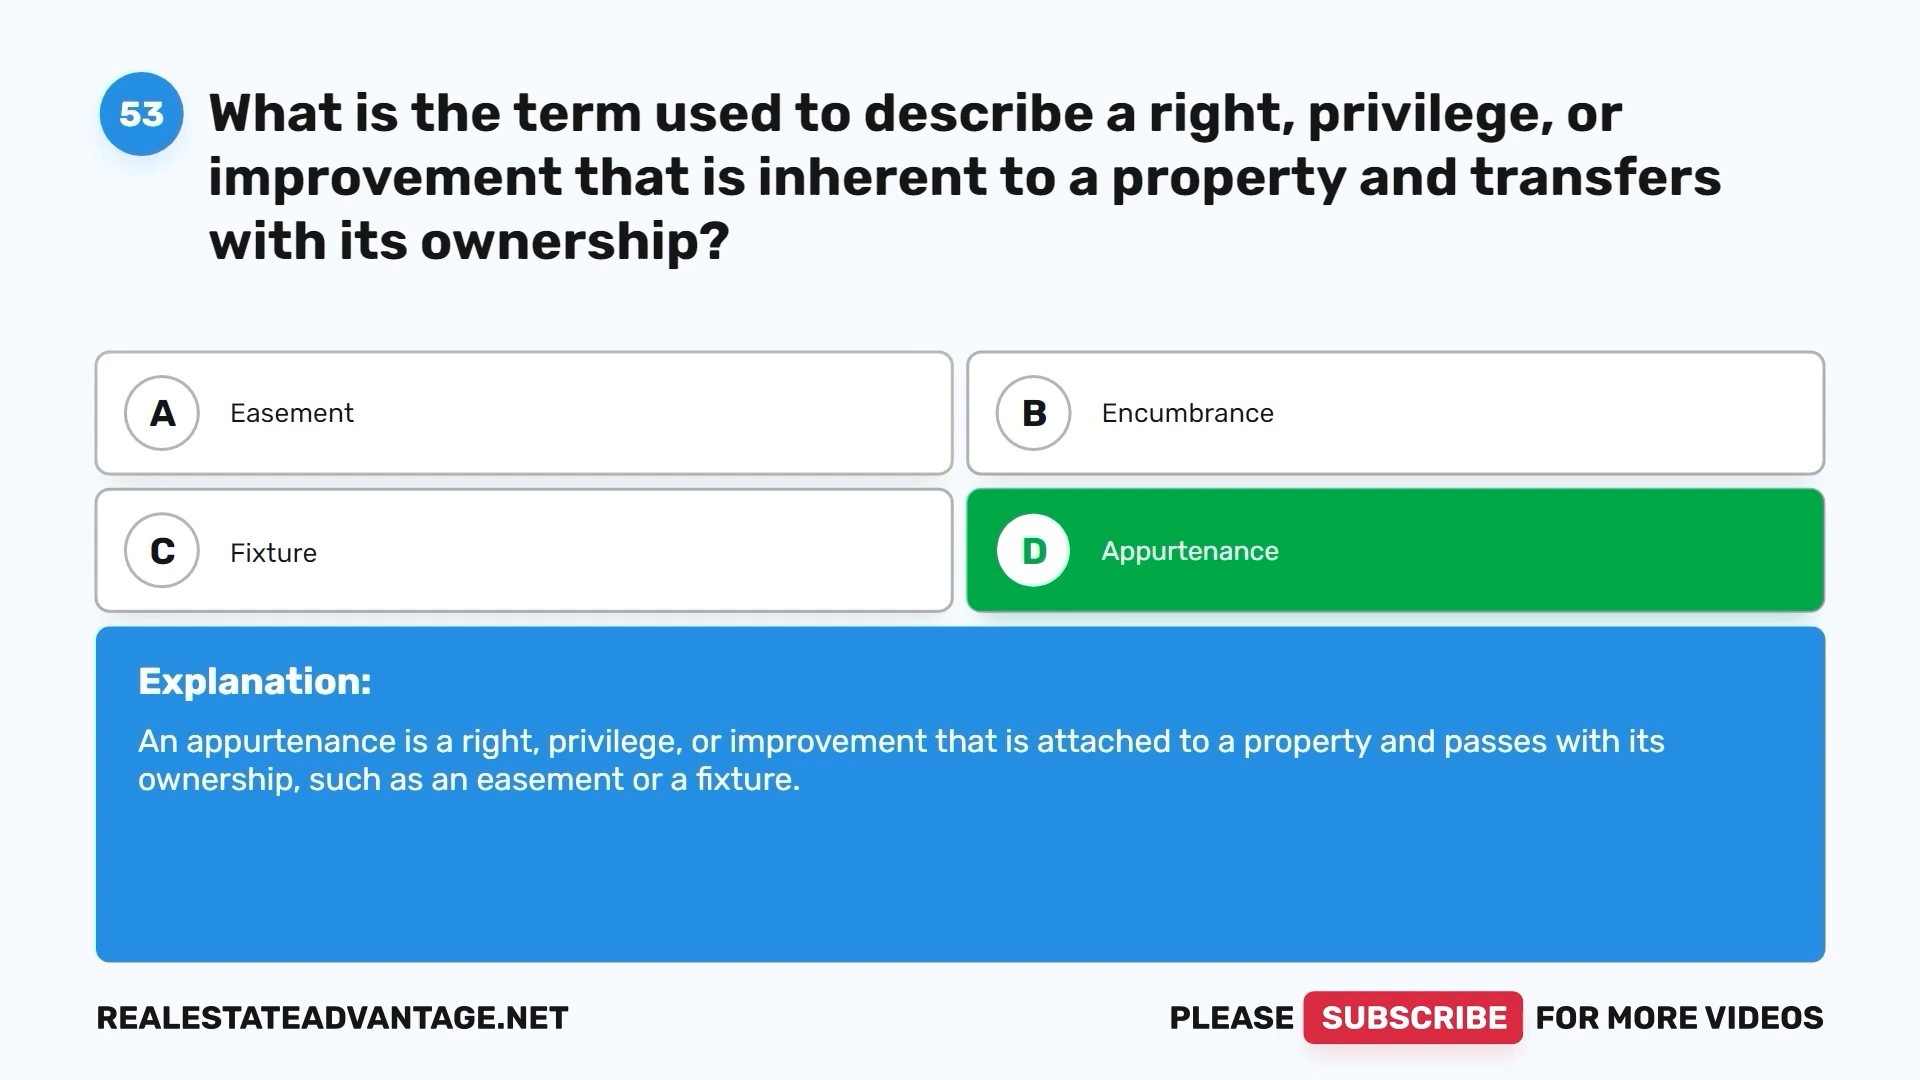 53
What is the term used to describe a right, privilege, or
improvement that is inherent to a property and transfers
with its ownership?
A Easement
B Encumbrance
C Fixture
D Appurtenance
Explanation:
An appurtenance is a right, privilege, or improvement that is attached to a property and passes with its
ownership, such as an easement or a fixture.
REALESTATEADVANTAGE.NET
PLEASE SUBSCRIBE FOR MORE VIDEOS